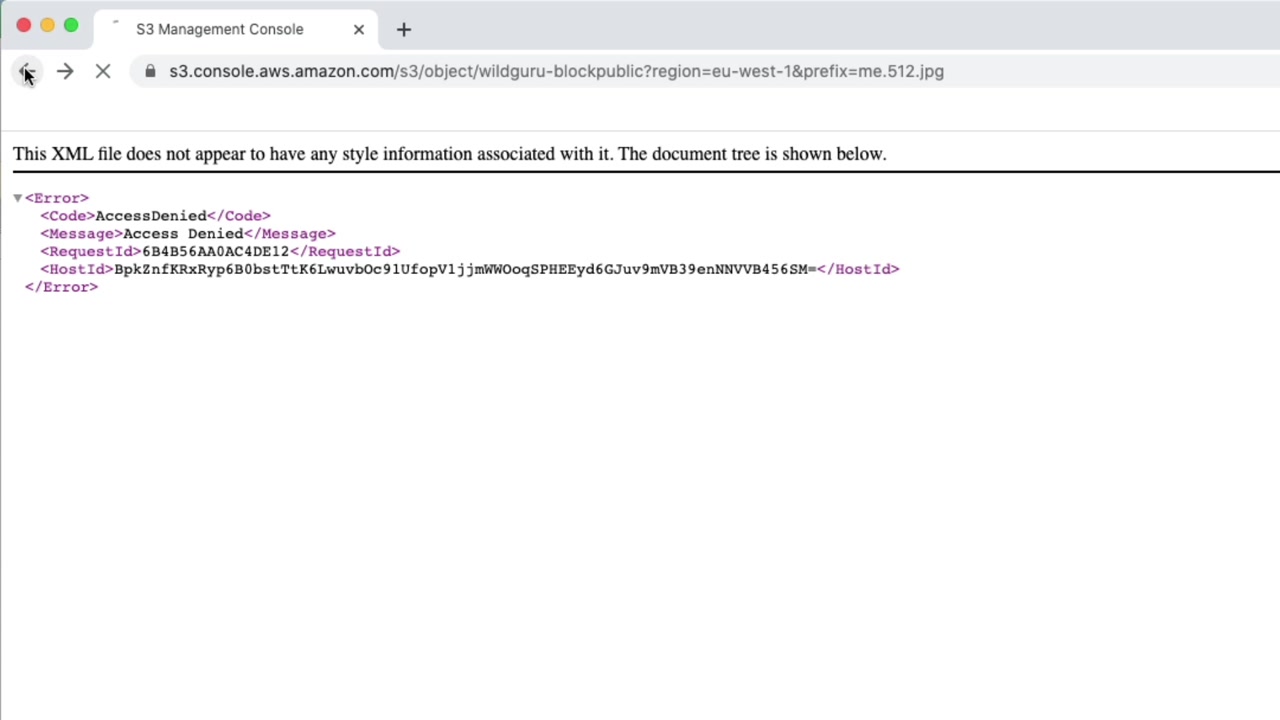 S3 Management Console
s3.console.aws.amazon.com/s3/object/wildguru-blockpublic?region=eu-west-1&prefix=me.512.jpg
This XML file does not appear to have any style information associated with it. The document tree is shown below.
<Error>
<Code>AccessDenied</Code>
<Message>Access Denied</Message>
<RequestId>6B4B56AA0AC4DE12</RequestId>
<HostId>BpkZnfKRxRyp6B0bstTtK6LwuvbOc91UfopV1jjmWWOoqSPHEEyd6GJuv9mVB39enNNVVB456SM=</HostId>
</Error>